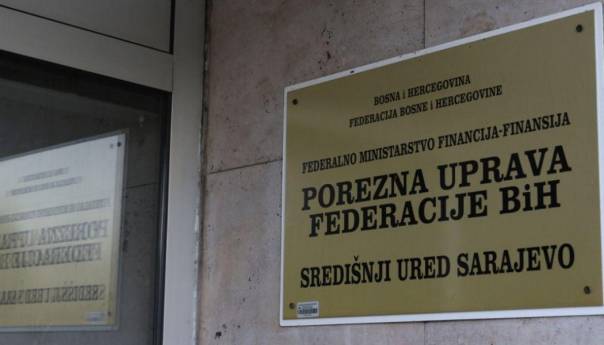 BOSNA i HERCEGOVINA
FEDERACIJA BOSNE i HERCEGOVINE
FEDERALNO MINISTARSTVO FINANCIJA-FINANSIJA
POREZNA UPRAVA
FEDERACIJE BiH
SREDIŠNJI URED SARAJEVO